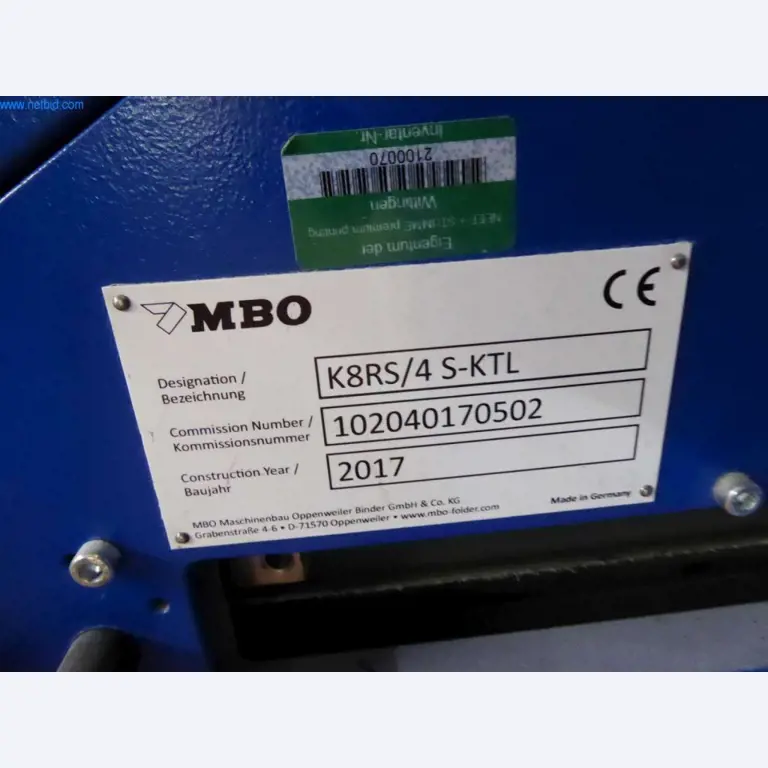 www.netbid.com
Eigentum der
NEEF + STUMME premium printing
Wittingen
2100070
Inventar-Nr.
MBO
CE
Designation /
Bezeichnung
K8RS/4 S-KTL
Commission Number /
Kommissionsnummer
102040170502
Construction Year /
Baujahr
2017
MBO Maschinenbau Oppenweiler Binder GmbH & Co. KG
Grabenstraße 4-6 • D-71570 Oppenweiler • www.mbo-folder.com
Made in Germany